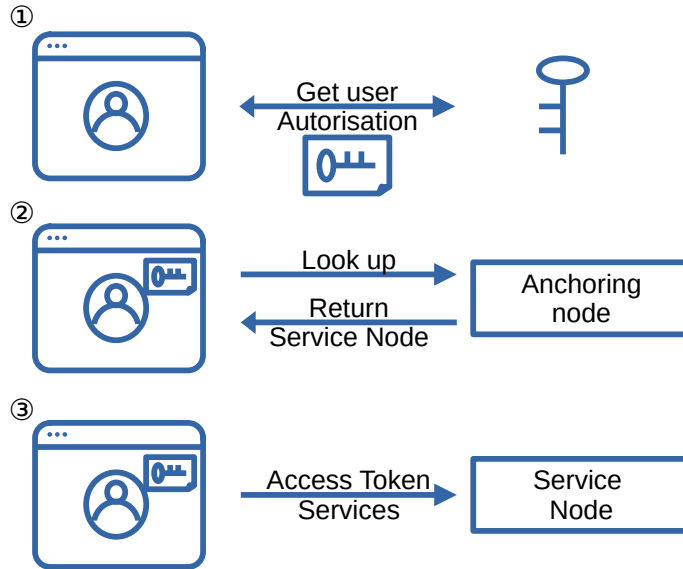 ①
Get user
Autorisation
②
Look up
Return
Service Node
Anchoring
node
③
Access Token
Services
Service
Node